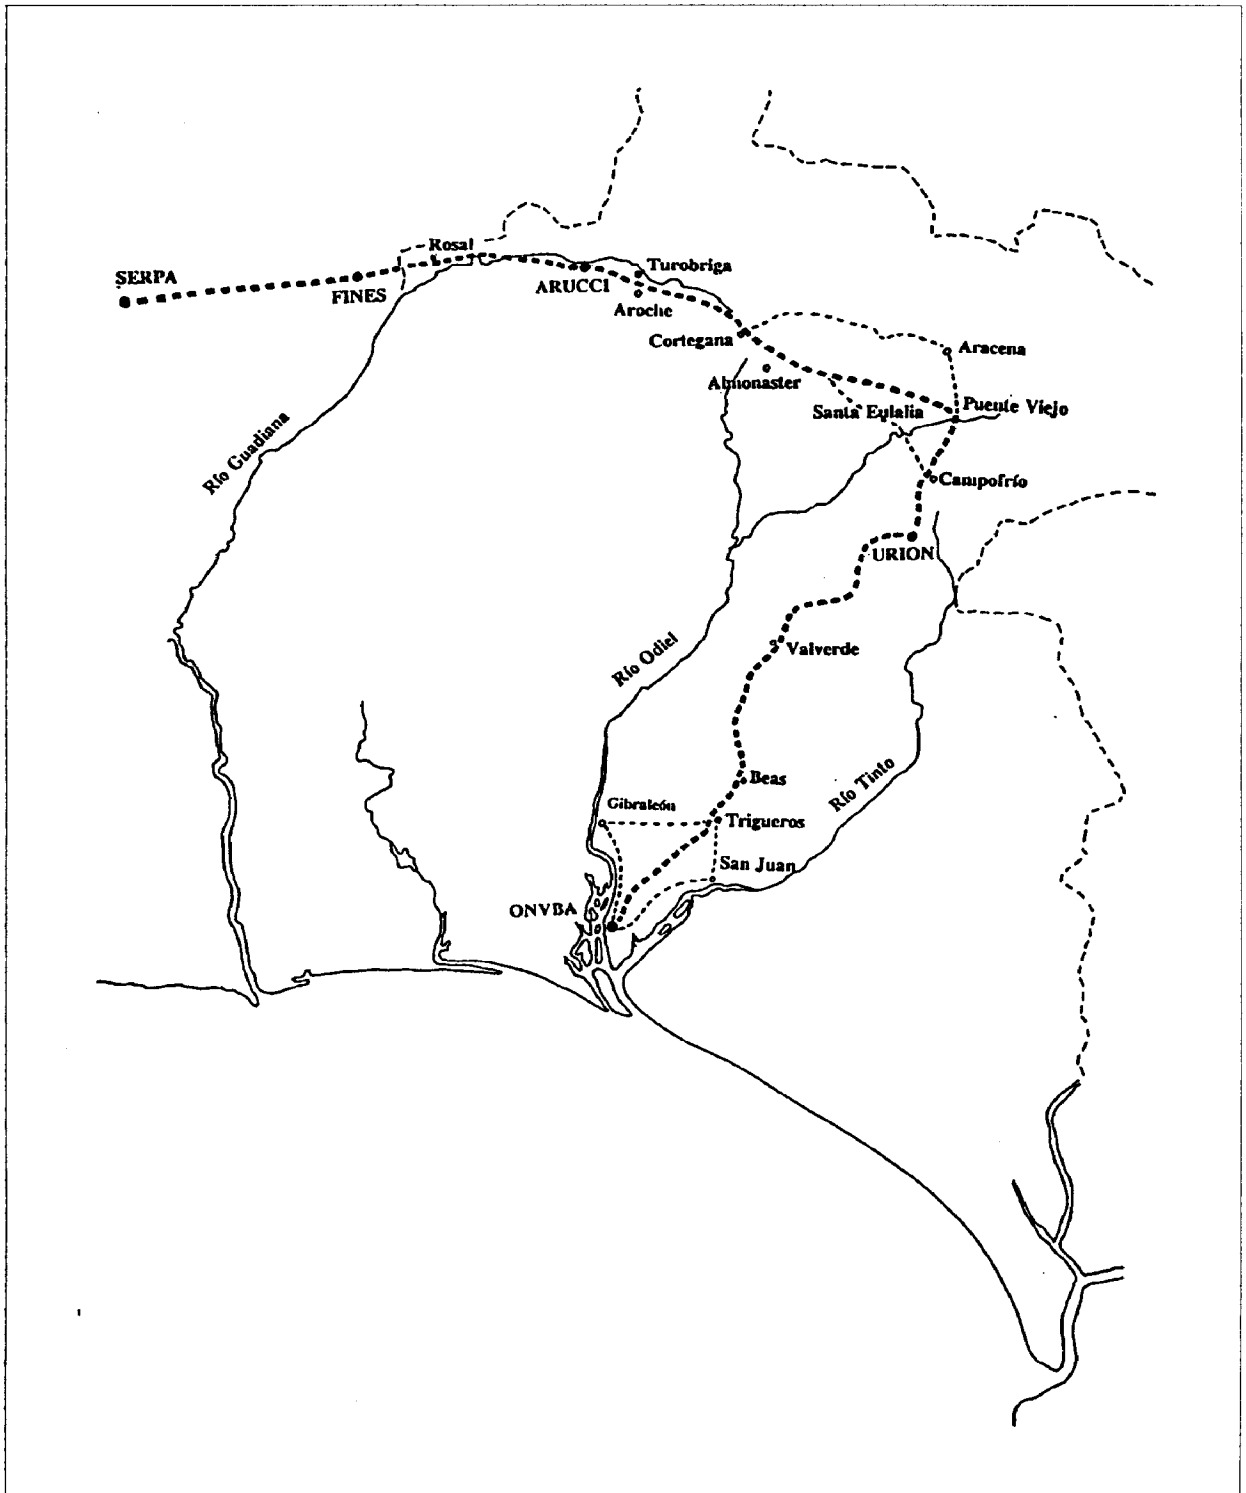 Rosal
SERPA
FINES
ARUCCI
Turobriga
Aroche
Cortegana
Aracena
Almonaster
Santa Eulalia
Puente Viejo
Río Guadiana
Campofrío
URION
Río Odiel
Valverde
Beas
Río Tinto
Gibraleón
Trigueros
San Juan
ONVBA